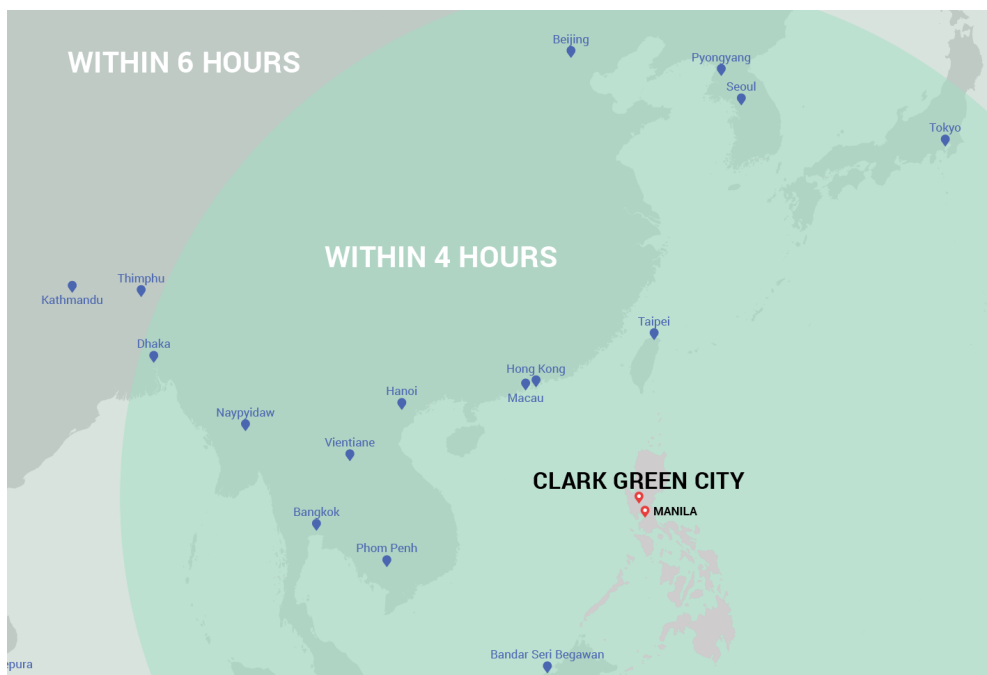 Beijing
WITHIN 6 HOURS
Pyongyang
Seoul
Tokyo
WITHIN 4 HOURS
Thimphu
Kathmandu
Taipei
Dhaka
Hong Kong
Macau
Hanoi
Naypyidaw
Vientiane
CLARK GREEN CITY
MANILA
Bangkok
Phom Penh
Bandar Seri Begawan
epura